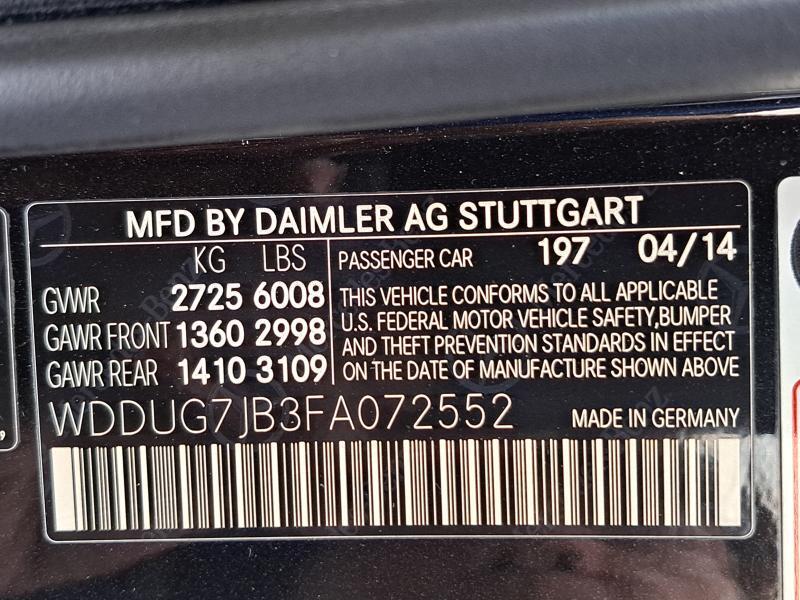 MFD BY DAIMLER AG STUTTGART
KG LBS
GVWR 2725 6008
GAWR FRONT 1360 2998
GAWR REAR 1410 3109
PASSENGER CAR 197 04/14
THIS VEHICLE CONFORMS TO ALL APPLICABLE
U.S. FEDERAL MOTOR VEHICLE SAFETY,BUMPER
AND THEFT PREVENTION STANDARDS IN EFFECT
ON THE DATE OF MANUFACTURE SHOWN ABOVE
WDDUG7JB3FA072552 MADE IN GERMANY